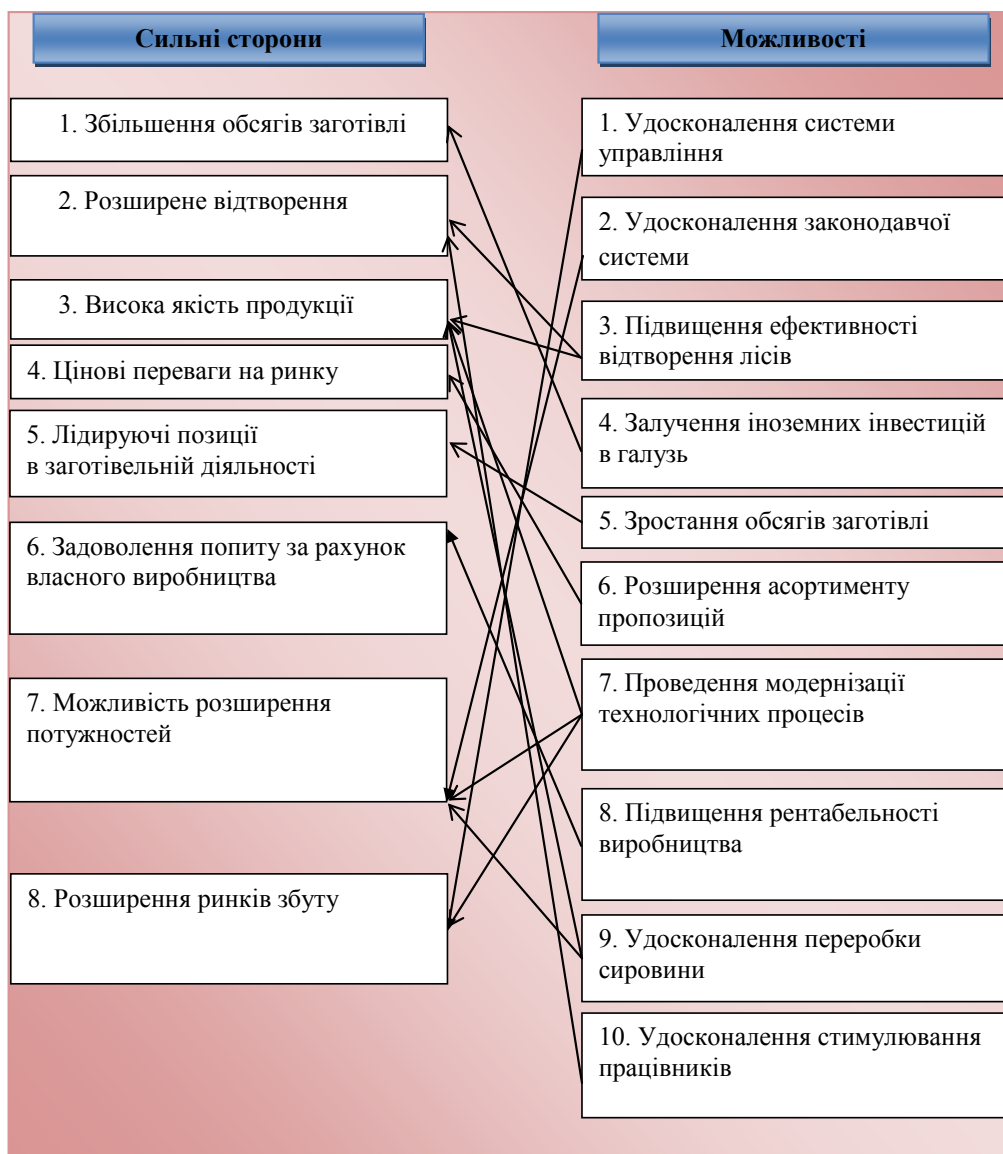 Сильні сторони
1. Збільшення обсягів заготівлі
2. Розширене відтворення
3. Висока якість продукції
4. Цінові переваги на ринку
5. Лідируючі позиції
в заготівельній діяльності
6. Задоволення попиту за рахунок
власного виробництва
7. Можливість розширення
потужностей
8. Розширення ринків збуту
Можливості
1. Удосконалення системи
управління
2. Удосконалення законодавчої
системи
3. Підвищення ефективності
відтворення лісів
4. Залучення іноземних інвестицій
в галузь
5. Зростання обсягів заготівлі
6. Розширення асортименту
пропозицій
7. Проведення модернізації
технологічних процесів
8. Підвищення рентабельності
виробництва
9. Удосконалення переробки
сировини
10. Удосконалення стимулювання
працівників